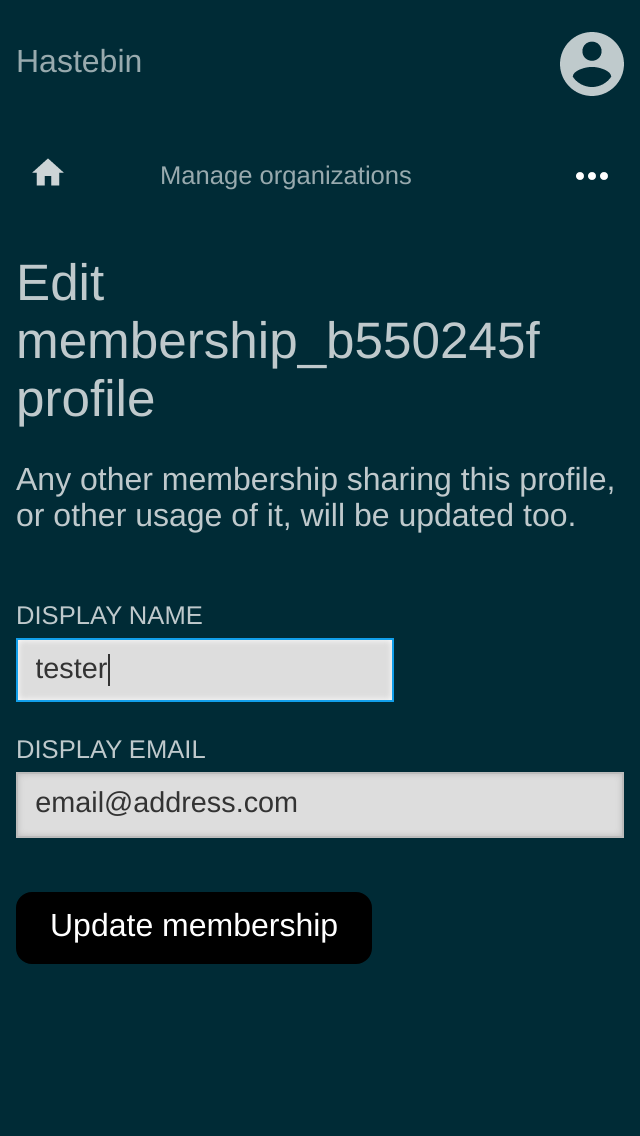 Hastebin
Manage organizations
Edit
membership_b550245f
profile
Any other membership sharing this profile,
or other usage of it, will be updated too.
DISPLAY NAME
tester
DISPLAY EMAIL
email@address.com
Update membership